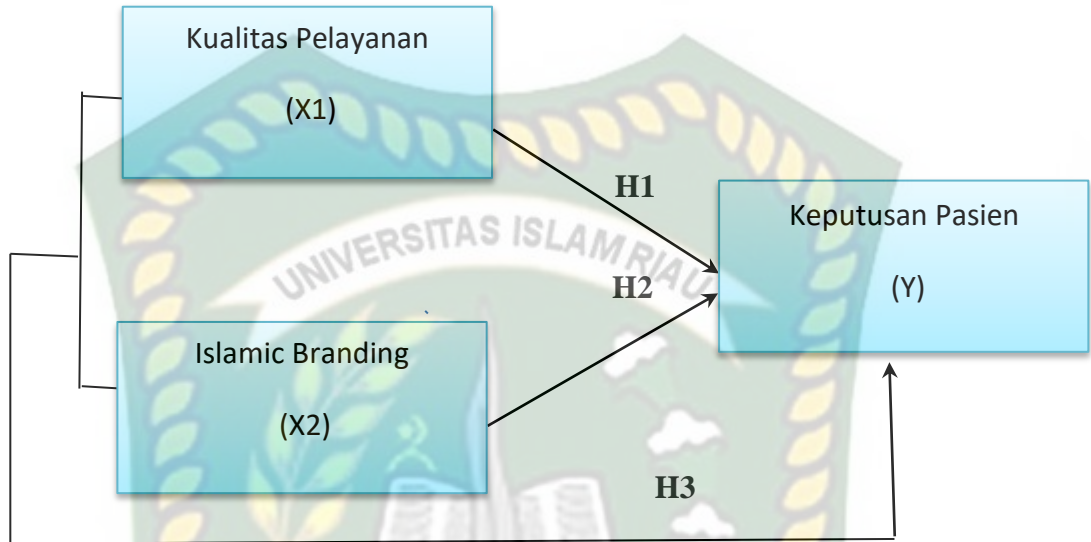 Kualitas Pelayanan
(X1)
H1
Keputusan Pasien
(Y)
UNIVERSITAS ISLAM RIAU
H2
Islamic Branding
(X2)
H3